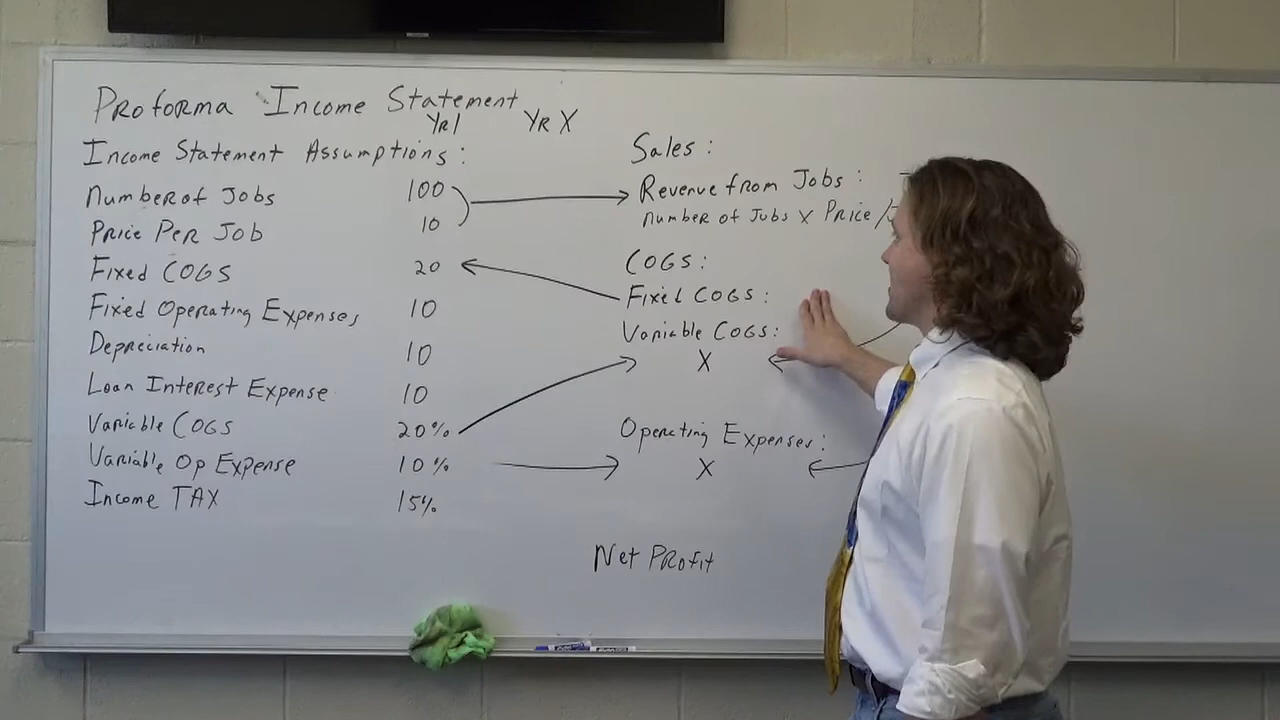 Proforma Income Statement
Yr 1 Yr X
Income Statement Assumptions:
Number of Jobs 100
Price Per Job 10
Fixed COGS 20
Fixed Operating Expenses 10
Depreciation 10
Loan Interest Expense 10
Variable COGS 20%
Variable Op Expense 10%
Income TAX 15%
Sales:
Revenue from Jobs:
Number of Jobs X Price /
COGS:
Fixed COGS:
Variable COGS:
X
Operating Expenses:
X
Net Profit